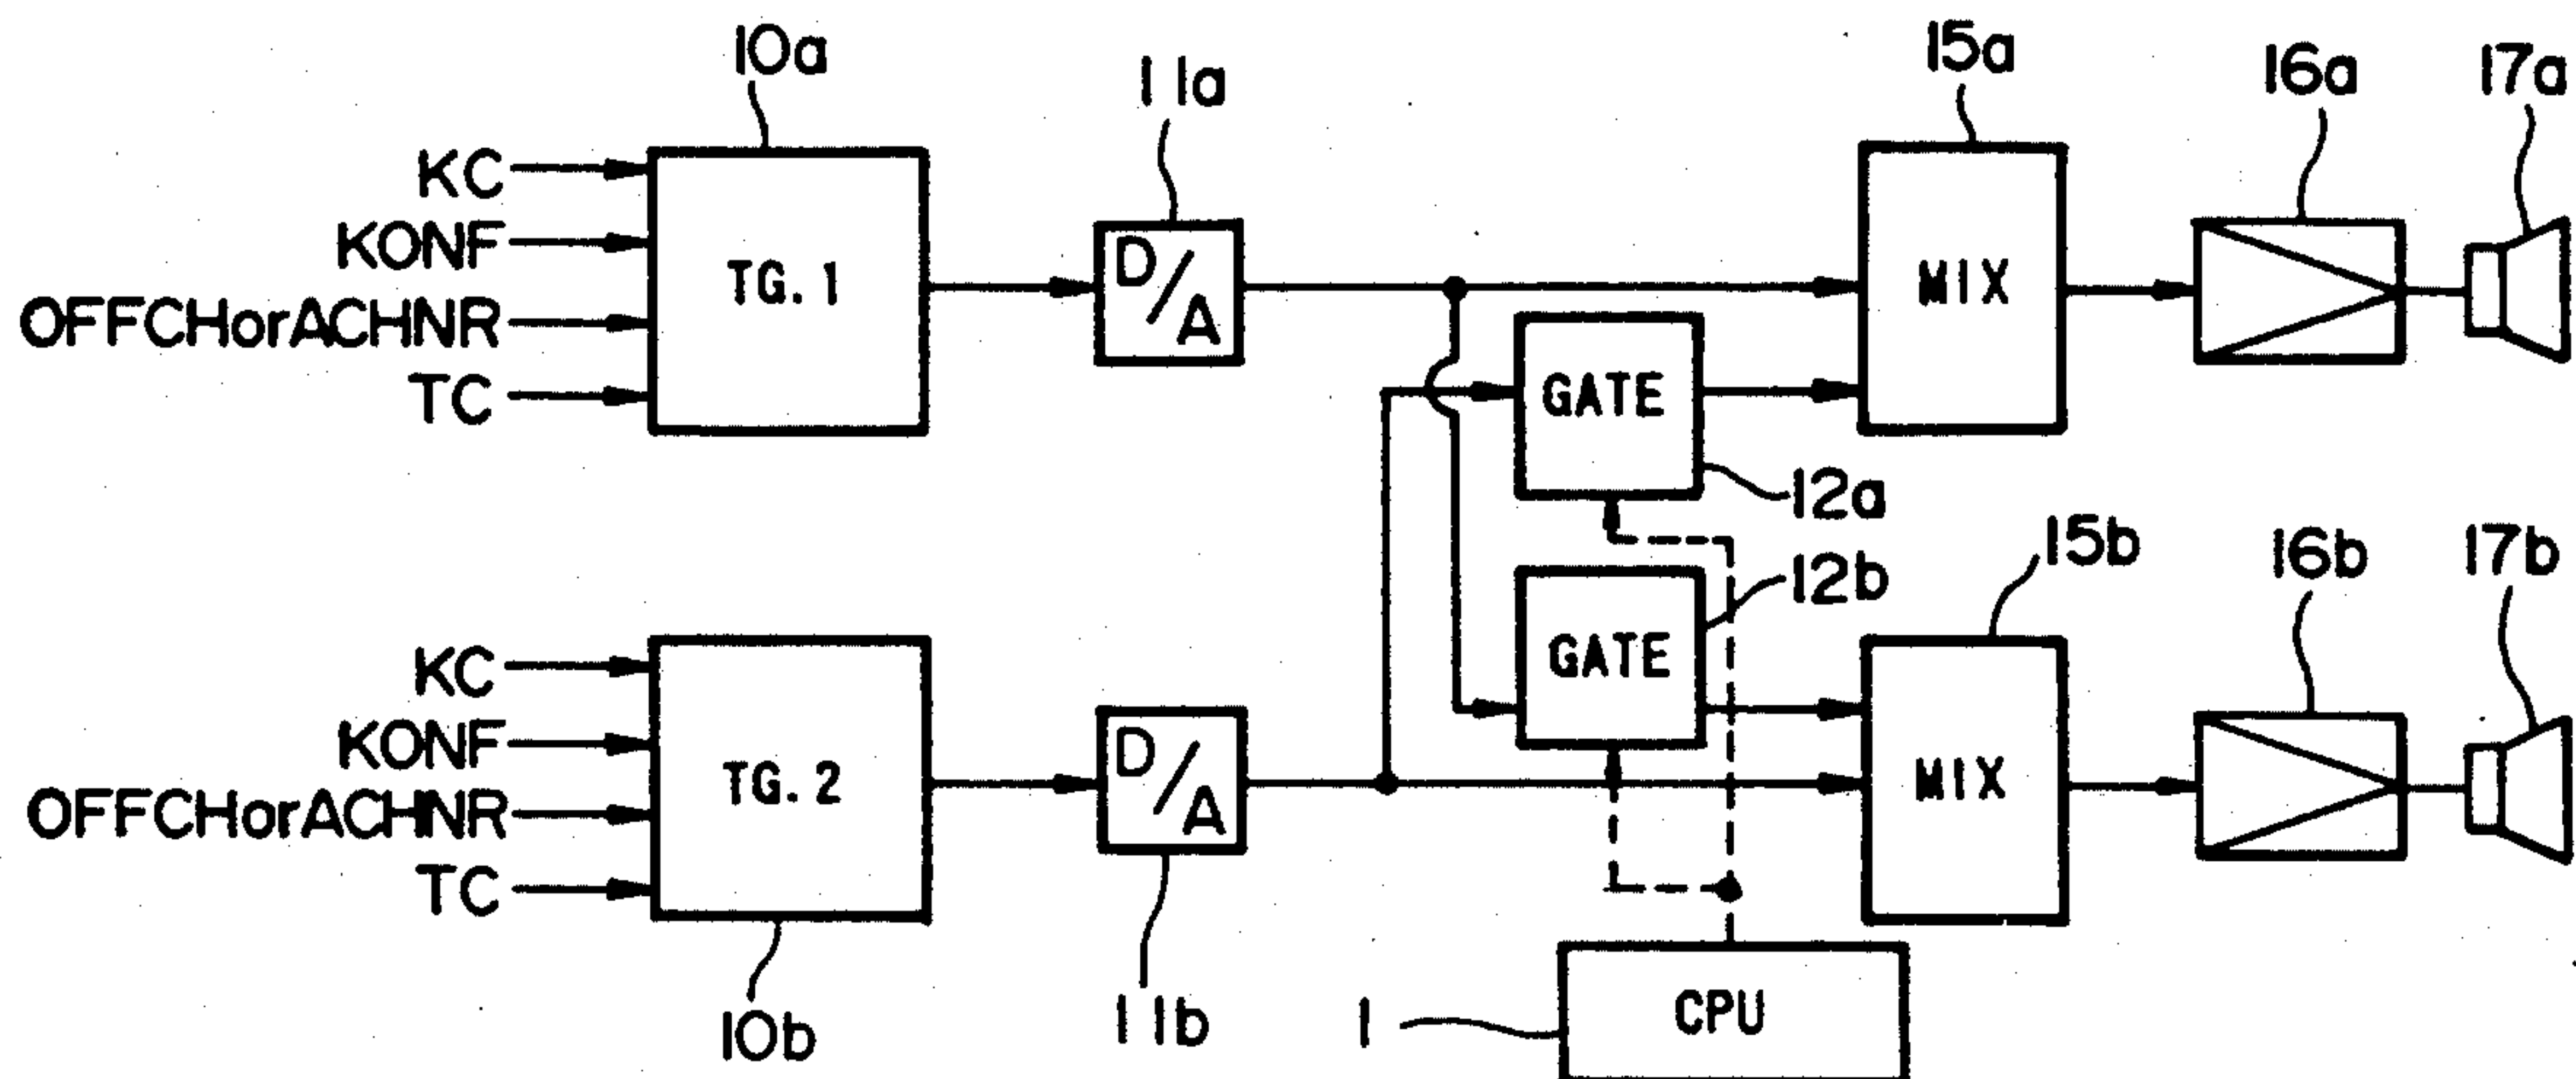 10a
11a
15a
16a
17a
KC
KONF
OFFCHorACHNR
TC
TG.1
D/A
MIX
GATE
12a
12b
15b
16b
17b
GATE
KC
KONF
OFFCHorACHNR
TC
TG.2
D/A
MIX
10b
11b
1
CPU